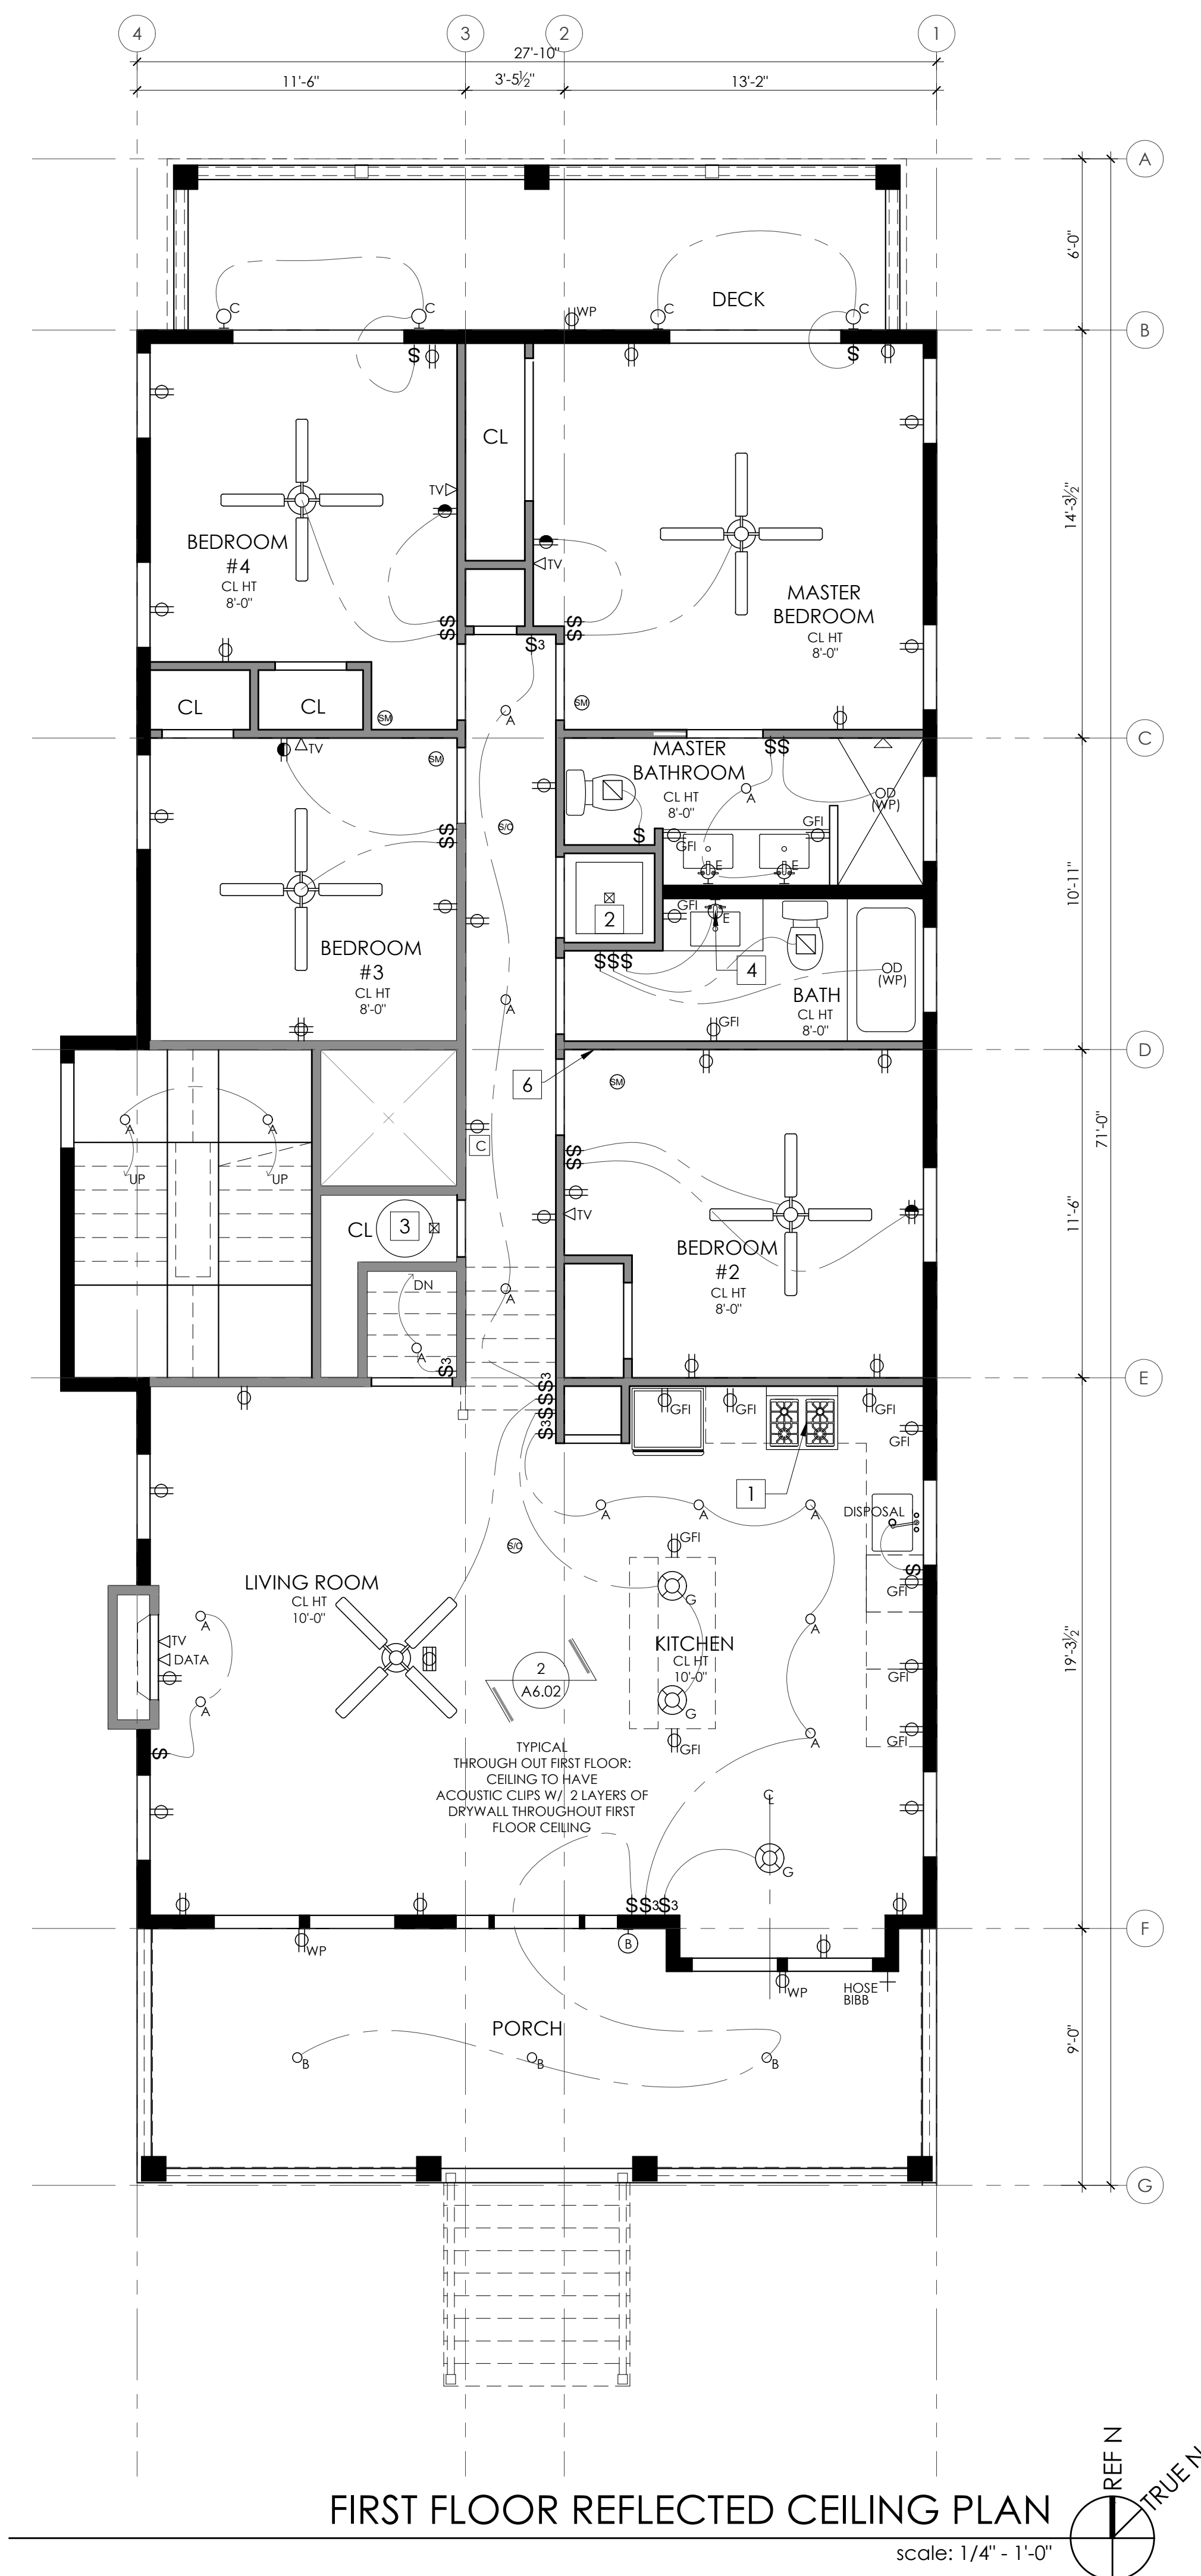 4
3
2
1
27'-10"
11'-6"
3'-5½"
13'-2"
A
6'-0"
C
C
WP
C
DECK
C
B
$
$
CL
TV
14'-3½"
BEDROOM
#4
CL HT
8'-0"
TV
MASTER
BEDROOM
CL HT
8'-0"
$$
$$
$3
CL
CL
SM
SM
A
C
TV
SM
MASTER
BATHROOM
CL HT
8'-0"
$$
A
D
(WP)
$$
S/C
$
GFI
GFI
E
E
10'-11"
2
GFI
E
BEDROOM
#3
CL HT
8'-0"
$$$
4
D
(WP)
A
BATH
CL HT
8'-0"
GFI
D
6
SM
A
A
C
71'-0"
UP
UP
$$
11'-6"
CL
3
TV
BEDROOM
#2
CL HT
8'-0"
DN
A
A
$3
E
$3
$
$
$3
GFI
GFI
GFI
GFI
1
A
A
A
DISPOSAL
GFI
S/C
$
GFI
LIVING ROOM
CL HT
10'-0"
G
A
A
TV
DATA
KITCHEN
CL HT
10'-0"
GFI
19'-3½"
2
A6.02
A
G
GFI
A
GFI
$
TYPICAL
THROUGH OUT FIRST FLOOR:
CEILING TO HAVE
ACOUSTIC CLIPS W/ 2 LAYERS OF
DRYWALL THROUGHOUT FIRST
FLOOR CEILING
CL
G
$$3$3
F
WP
B
WP
HOSE
BIBB
PORCH
9'-0"
B
B
B
G
REF N
TRUE N
FIRST FLOOR REFLECTED CEILING PLAN
scale: 1/4" - 1'-0"